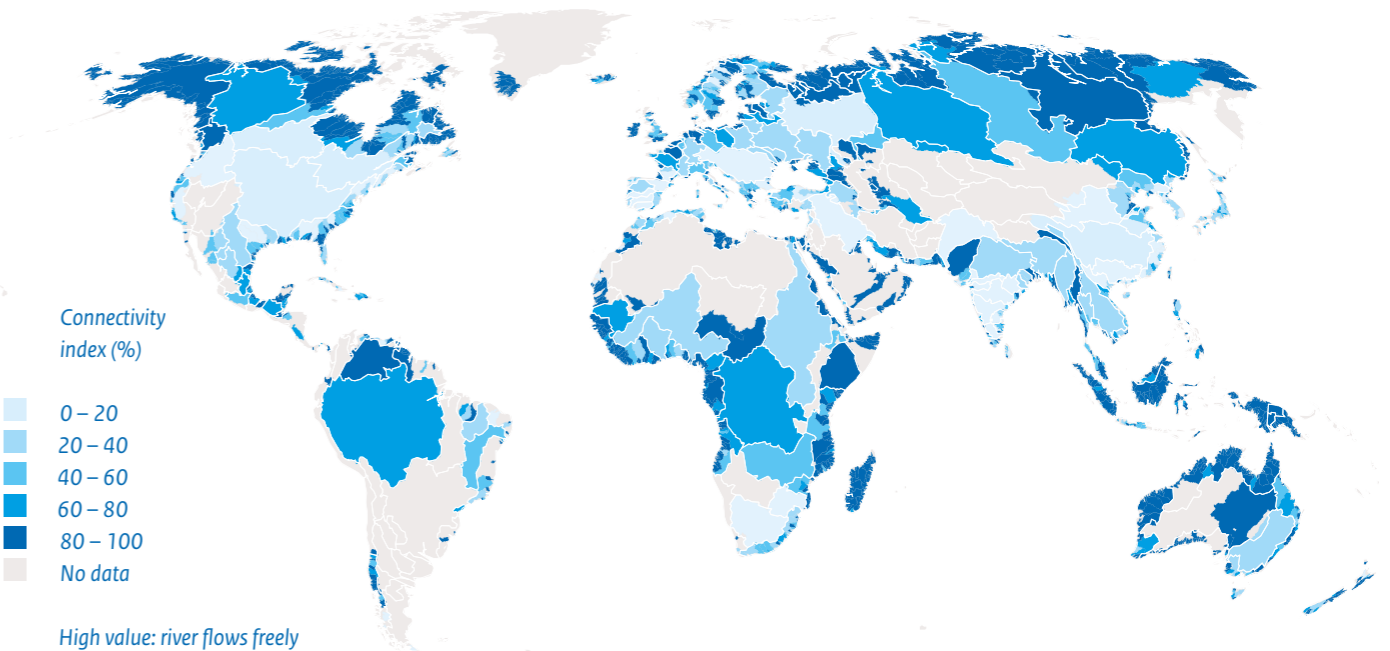 Connectivity
index (%)
0 – 20
20 – 40
40 – 60
60 – 80
80 – 100
No data
High value: river flows freely